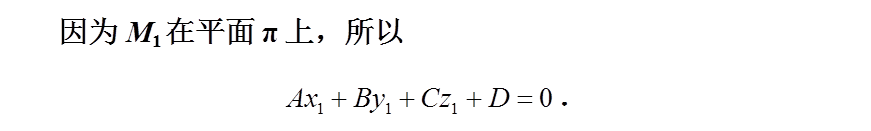 因为 M₁ 在平面 π 上，所以
Ax₁ + By₁ + Cz₁ + D = 0 .